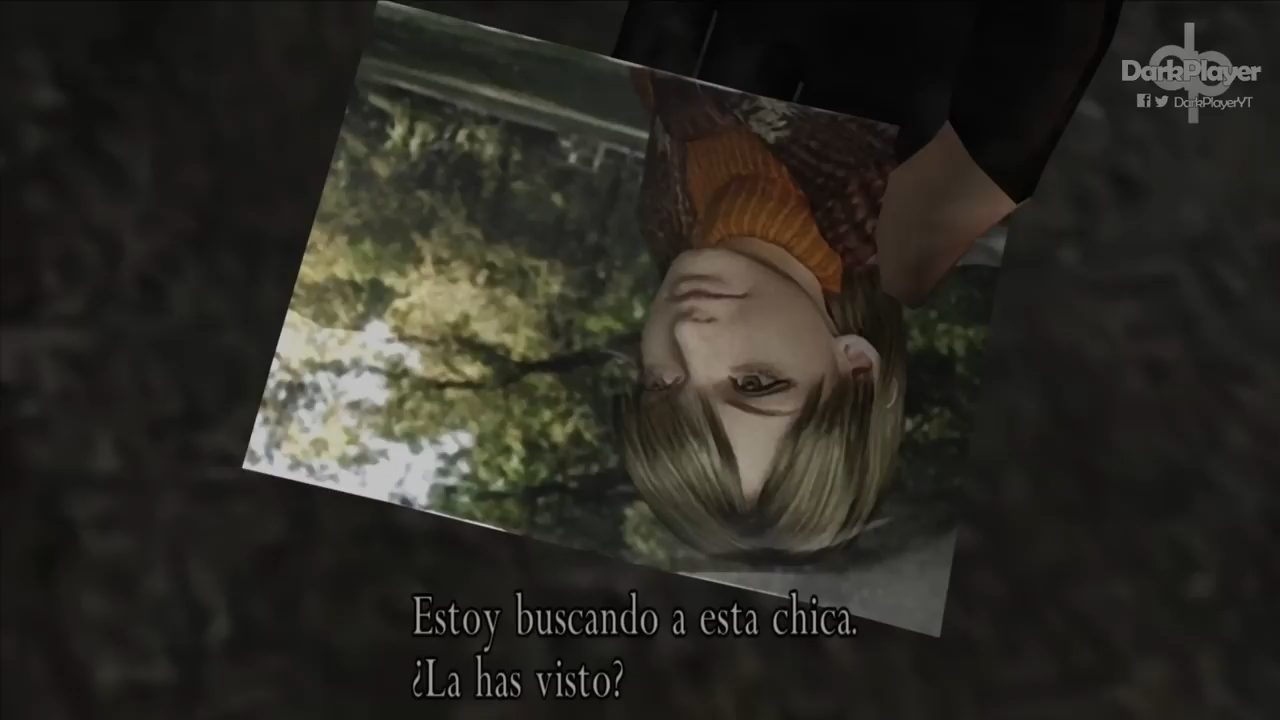 DarkPlayer
DarkPlayerYT
Estoy buscando a esta chica.
¿La has visto?